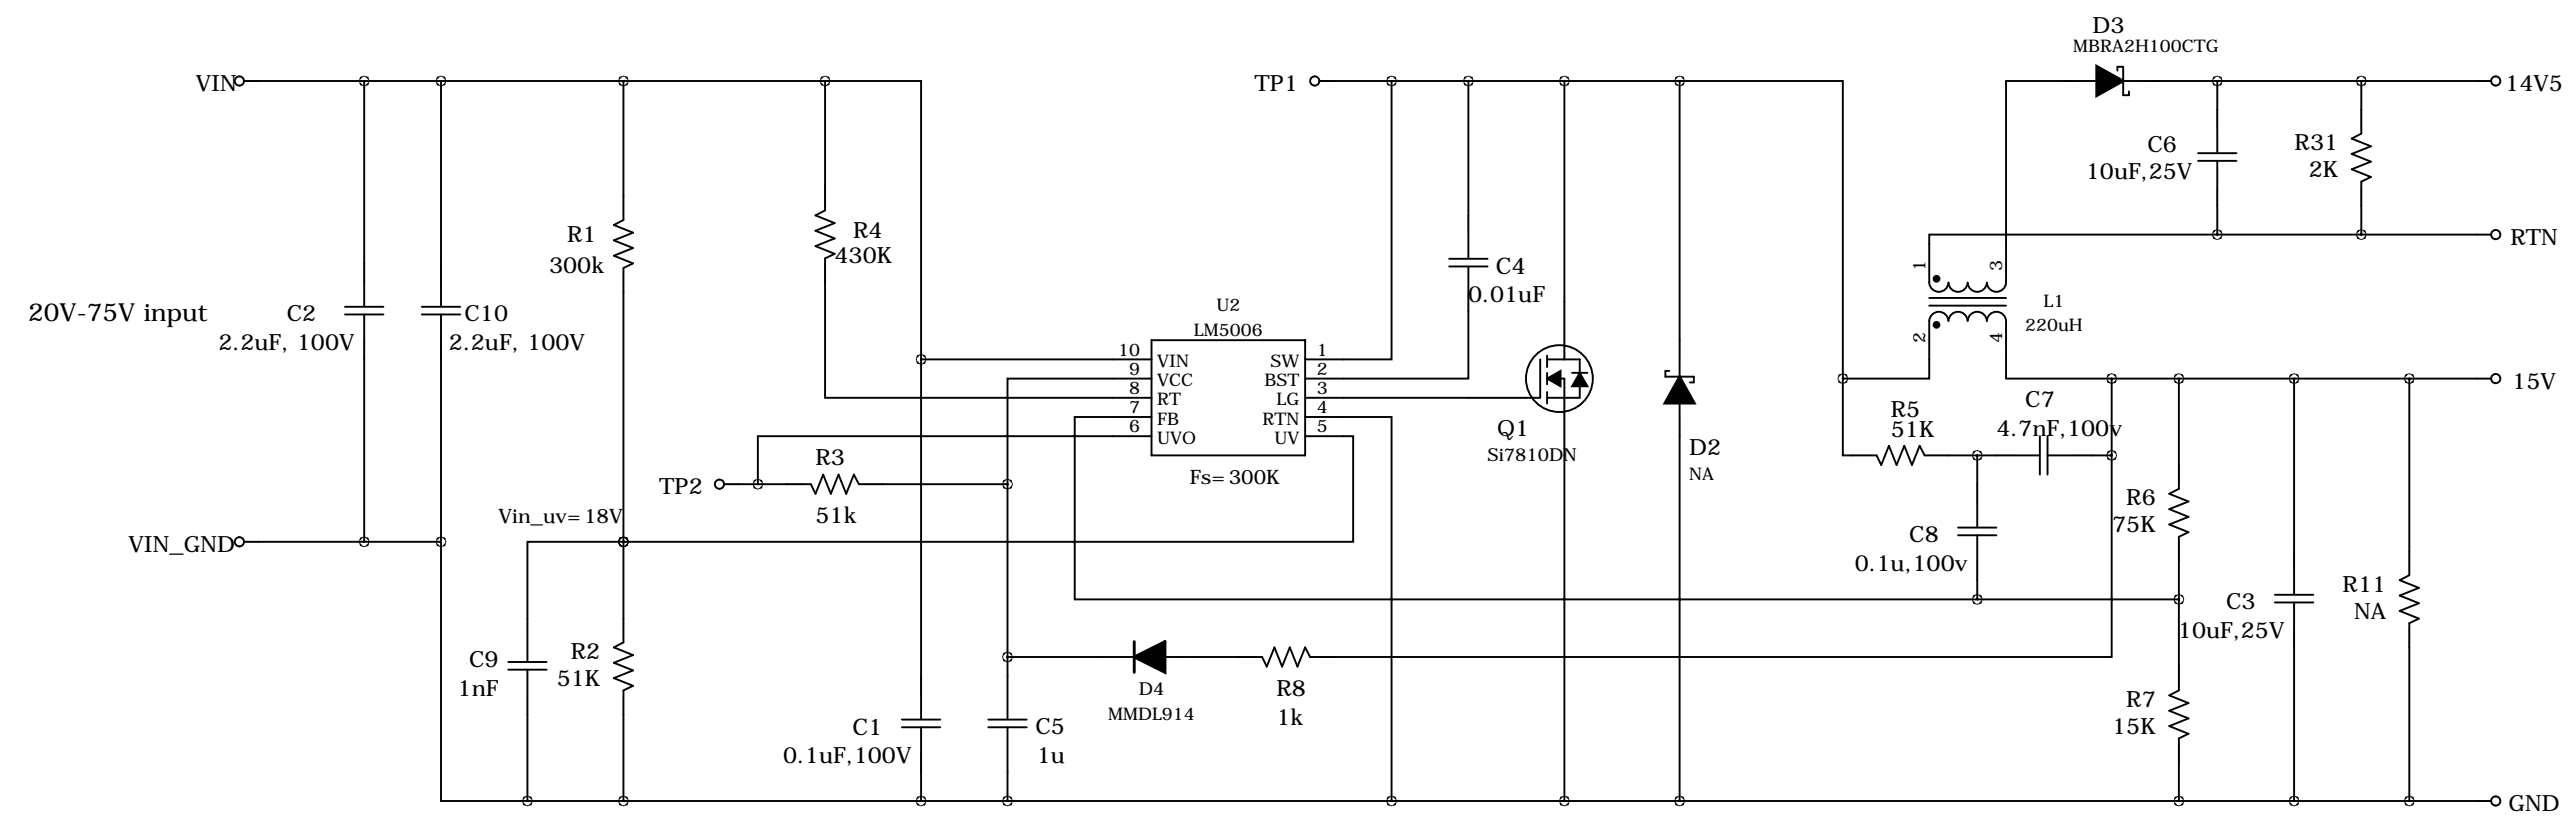 D3
MBRA2H100CTG
VIN
TP1
14V5
C6
10uF,25V
R31
2K
R1
300k
R4
430K
RTN
C4
0.01uF
1
3
20V-75V input
C2
2.2uF, 100V
C10
2.2uF, 100V
U2
LM5006
L1
220uH
2
4
10
VIN
SW
1
9
VCC
BST
2
8
RT
LG
3
7
FB
RTN
4
6
UVO
UV
5
Fs=300K
15V
Q1
Si7810DN
D2
NA
R5
51K
C7
4.7nF,100v
R3
51k
TP2
Vin_uv=18V
VIN_GND
R6
75K
C8
0.1u,100v
C3
10uF,25V
R11
NA
C9
1nF
R2
51K
D4
MMDL914
R8
1k
R7
15K
C1
0.1uF,100V
C5
1u
GND